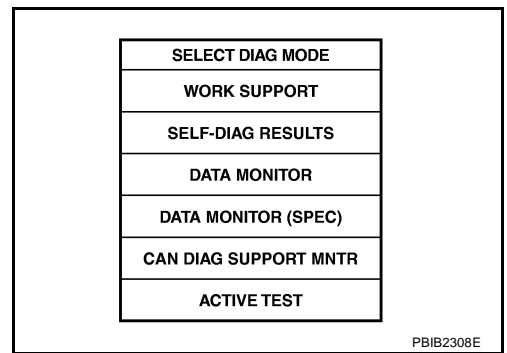 SELECT DIAG MODE
WORK SUPPORT
SELF-DIAG RESULTS
DATA MONITOR
DATA MONITOR (SPEC)
CAN DIAG SUPPORT MNTR
ACTIVE TEST
PBIB2308E